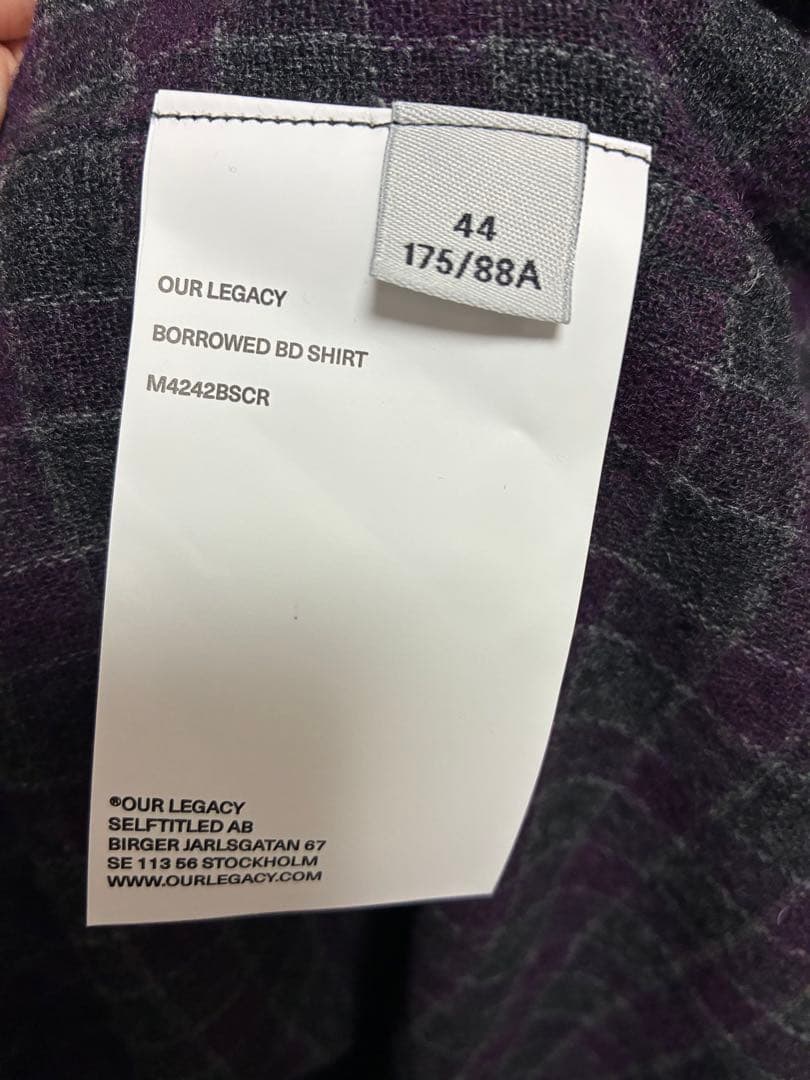 44
175/88A
OUR LEGACY
BORROWED BD SHIRT
M4242BSCR
®OUR LEGACY
SELFTITLED AB
BIRGER JARLSGATAN 67
SE 113 56 STOCKHOLM
WWW.OURLEGACY.COM